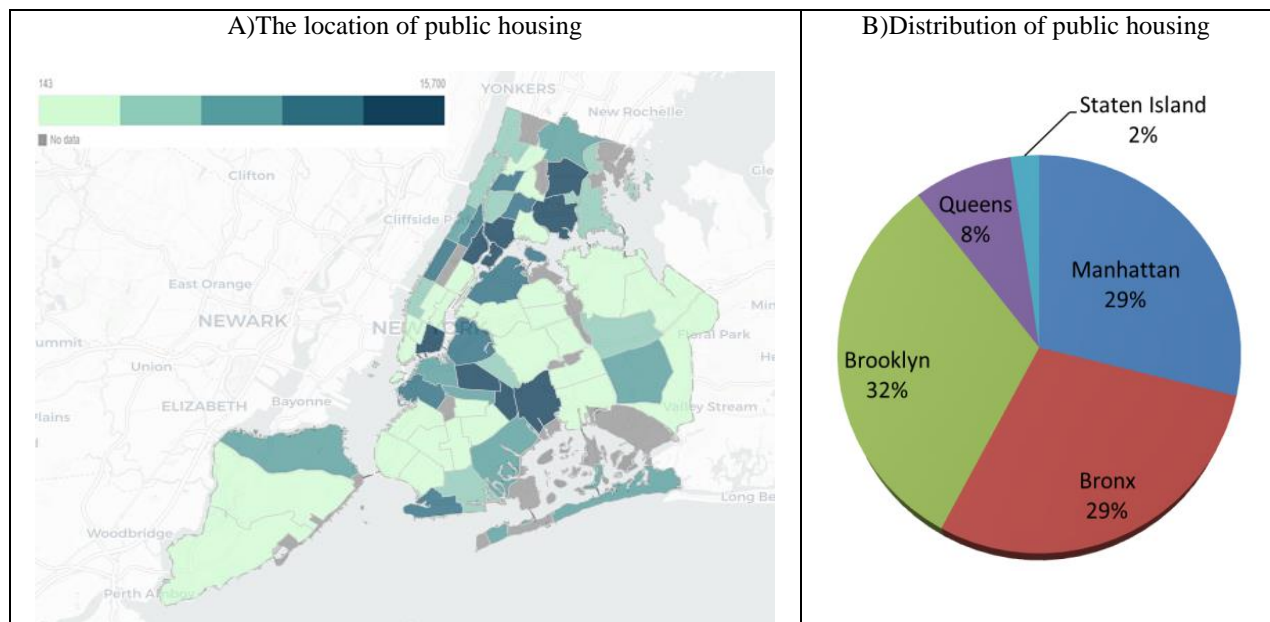 A)The location of public housing
B)Distribution of public housing
143
15,700
No data
YONKERS
New Rochelle
Clifton
Cliffside
East Orange
NEWARK
Union
ELIZABETH
Bayonne
Floral Park
Valley Stream
Long Be
Woodbridge
Perth Amboy
Staten Island
2%
Queens
8%
Manhattan
29%
Brooklyn
32%
Bronx
29%